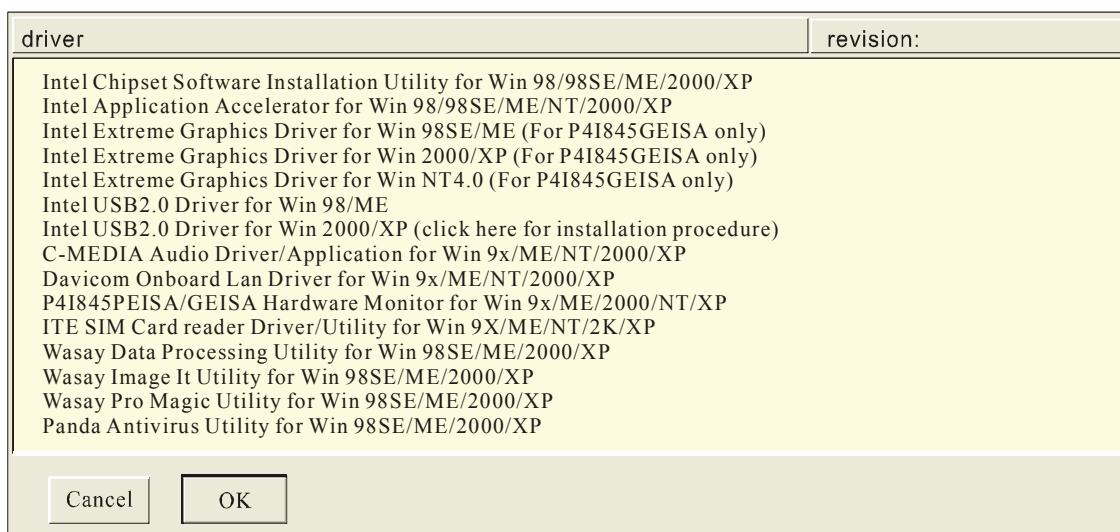 driver revision:
Intel Chipset Software Installation Utility for Win 98/98SE/ME/2000/XP
Intel Application Accelerator for Win 98/98SE/ME/NT/2000/XP
Intel Extreme Graphics Driver for Win 98SE/ME (For P4I845GEISA only)
Intel Extreme Graphics Driver for Win 2000/XP (For P4I845GEISA only)
Intel Extreme Graphics Driver for Win NT4.0 (For P4I845GEISA only)
Intel USB2.0 Driver for Win 98/ME
Intel USB2.0 Driver for Win 2000/XP (click here for installation procedure)
C-MEDIA Audio Driver/Application for Win 9x/ME/NT/2000/XP
Davicom Onboard Lan Driver for Win 9x/ME/NT/2000/XP
P4I845PEISA/GEISA Hardware Monitor for Win 9x/ME/2000/NT/XP
ITE SIM Card reader Driver/Utility for Win 9X/ME/NT/2K/XP
Wasay Data Processing Utility for Win 98SE/ME/2000/XP
Wasay Image It Utility for Win 98SE/ME/2000/XP
Wasay Pro Magic Utility for Win 98SE/ME/2000/XP
Panda Antivirus Utility for Win 98SE/ME/2000/XP
Cancel OK